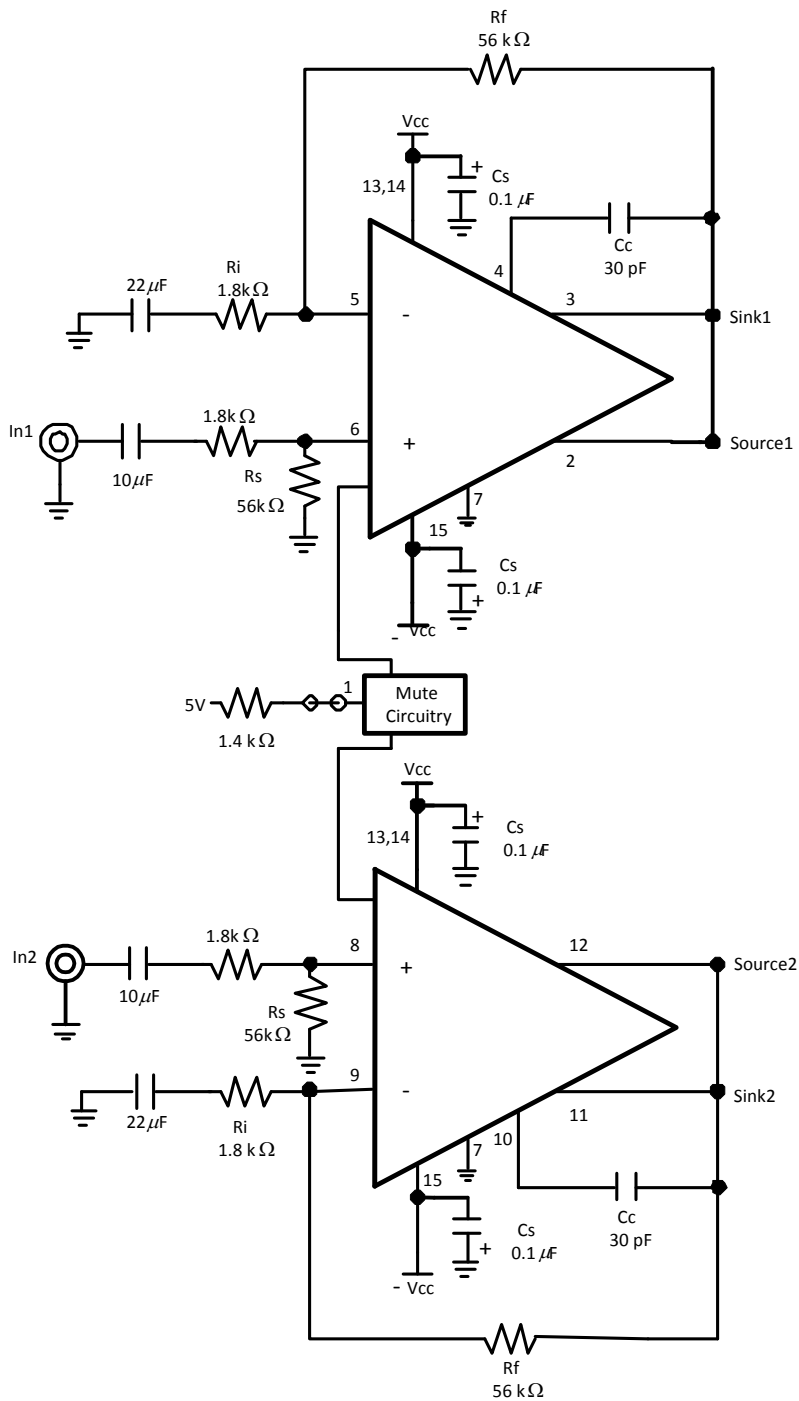 Rf
56 kΩ
Vcc
13,14
+
Cs
0.1 μF
4
Cc
30 pF
22μF
Ri
1.8kΩ
5
-
3
Sink1
In1
10μF
1.8kΩ
Rs
56kΩ
6
+
2
Source1
7
15
Cs
0.1 μF
+
- Vcc
5V
1.4 kΩ
1
Mute
Circuitry
Vcc
13,14
+
Cs
0.1 μF
In2
10μF
1.8kΩ
Rs
56kΩ
8
+
12
Source2
9
-
22μF
Ri
1.8 kΩ
11
Sink2
10
7
15
Cs
0.1 μF
+
- Vcc
Cc
30 pF
Rf
56 kΩ